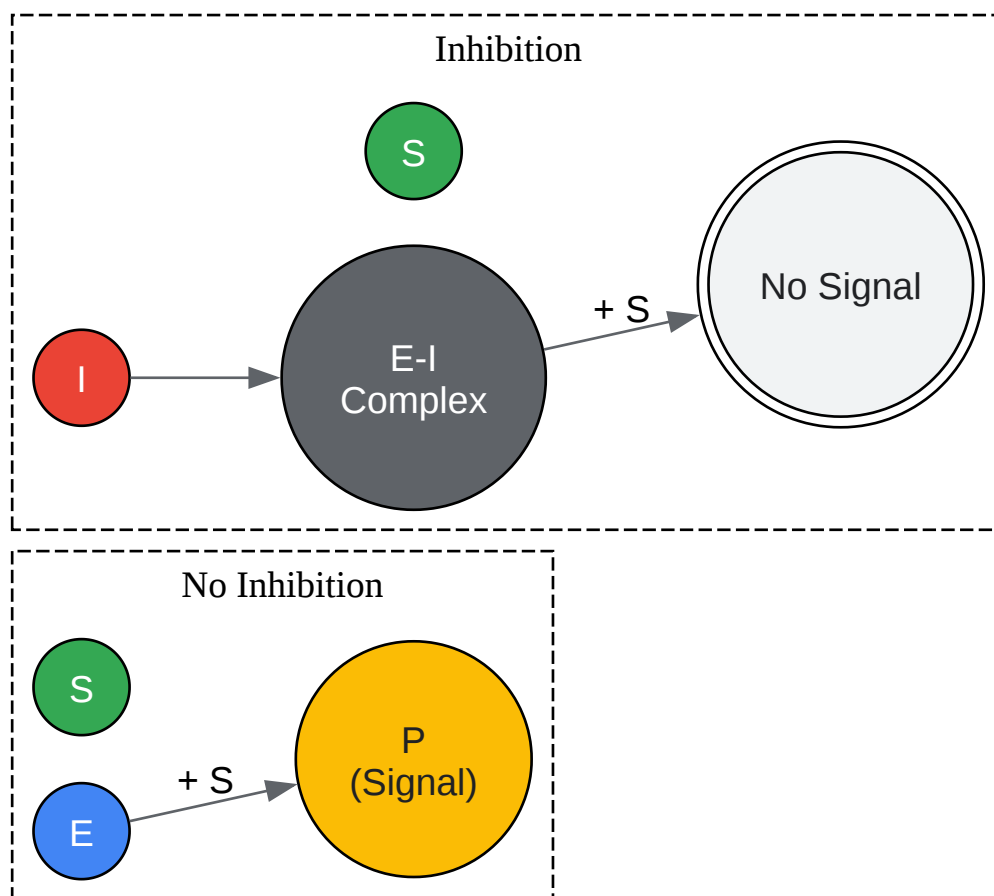 Inhibition
S
No Signal
+ S
I
E-I
Complex
No Inhibition
S
P
(Signal)
+ S
E